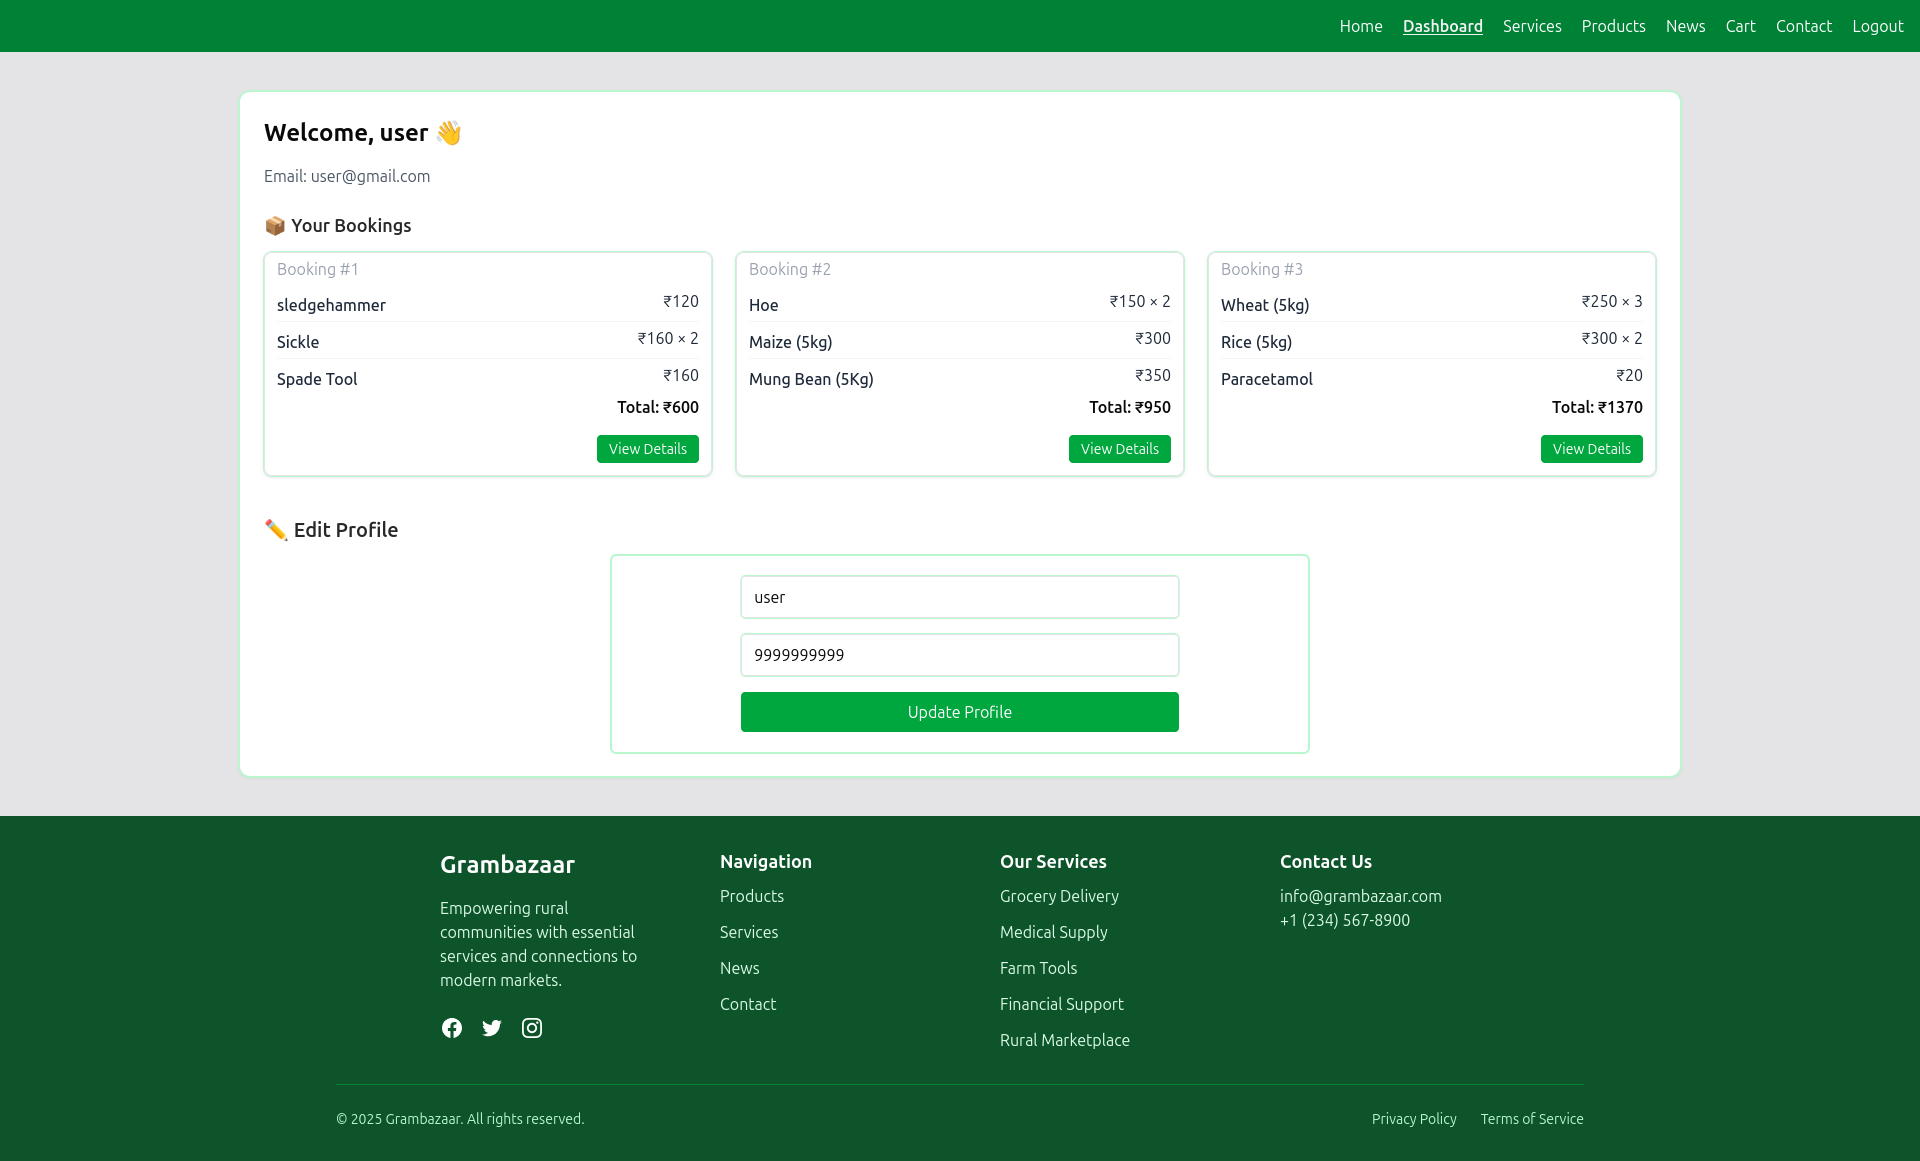 Home Dashboard Services Products News Cart Contact Logout
Welcome, user 👋
Email: user@gmail.com
📦 Your Bookings
Booking #1
sledgehammer ₹120
Sickle ₹160 × 2
Spade Tool ₹160
Total: ₹600
View Details
Booking #2
Hoe ₹150 × 2
Maize (5kg) ₹300
Mung Bean (5Kg) ₹350
Total: ₹950
View Details
Booking #3
Wheat (5kg) ₹250 × 3
Rice (5kg) ₹300 × 2
Paracetamol ₹20
Total: ₹1370
View Details
✏️ Edit Profile
user
9999999999
Update Profile
Grambazaar
Empowering rural
communities with essential
services and connections to
modern markets.
Navigation
Products
Services
News
Contact
Our Services
Grocery Delivery
Medical Supply
Farm Tools
Financial Support
Rural Marketplace
Contact Us
info@grambazaar.com
+1 (234) 567-8900
© 2025 Grambazaar. All rights reserved.
Privacy Policy Terms of Service